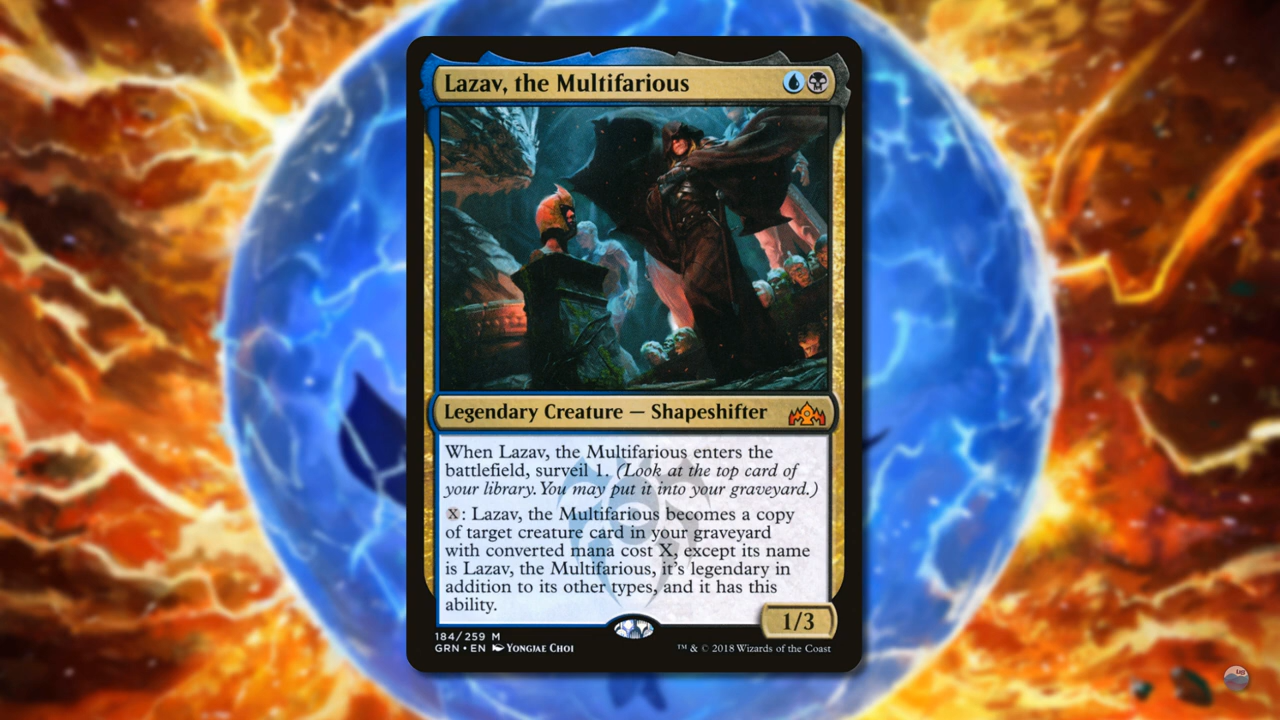 Lazav, the Multifarious
Legendary Creature — Shapeshifter
When Lazav, the Multifarious enters the
battlefield, surveil 1. (Look at the top card of
your library. You may put it into your graveyard.)
X: Lazav, the Multifarious becomes a copy
of target creature card in your graveyard
with converted mana cost X, except its name
is Lazav, the Multifarious, it's legendary in
addition to its other types, and it has this
ability.
1/3
184/259 M
GRN • EN Yongjae Choi
™ & © 2018 Wizards of the Coast